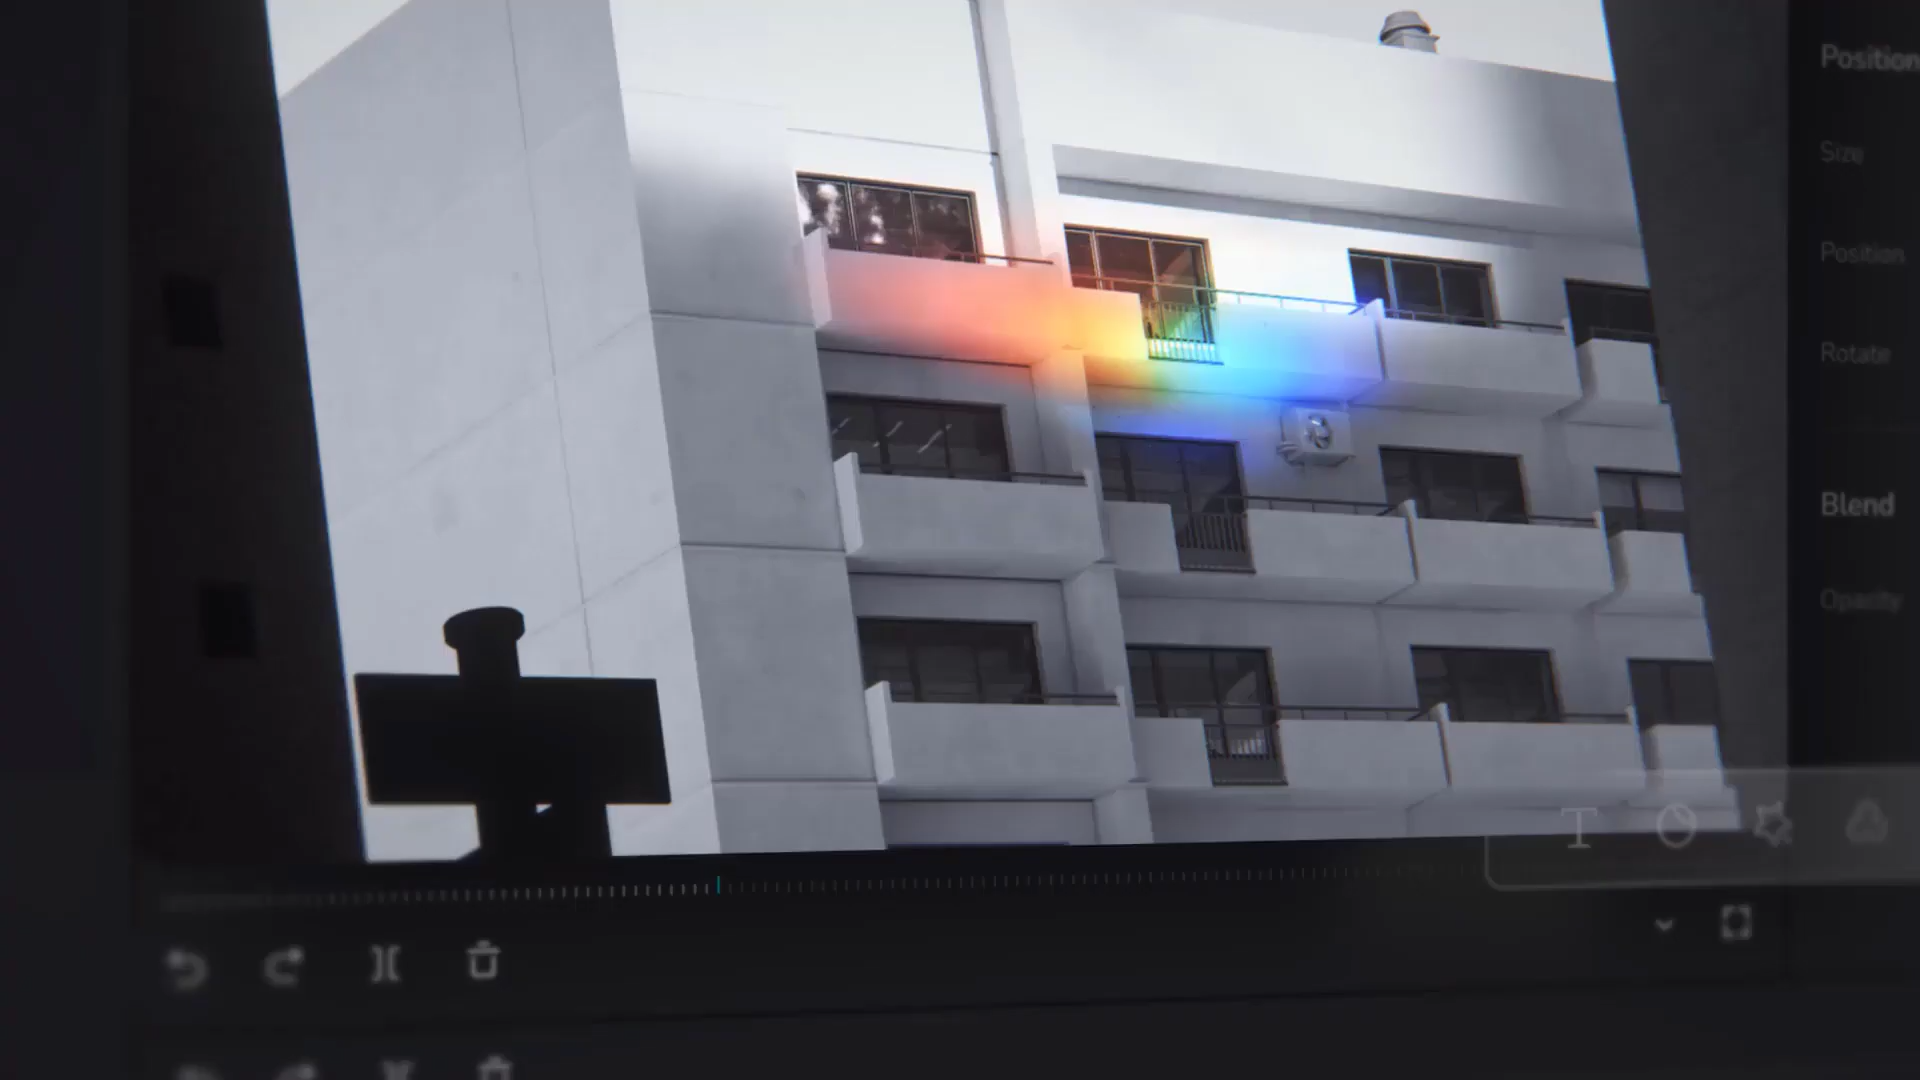 Position
Size
Position
Rotate
Blend
Opacity
T